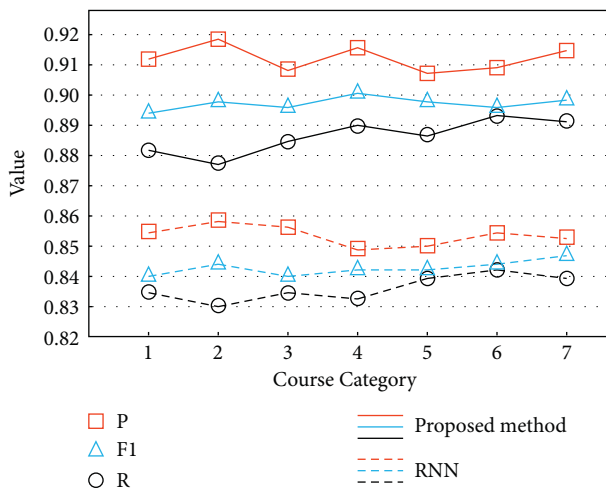 0.92
0.91
0.90
0.89
0.88
0.87
0.86
0.85
0.84
0.83
0.82
Value
1 2 3 4 5 6 7
Course Category
P
F1
R
Proposed method
RNN